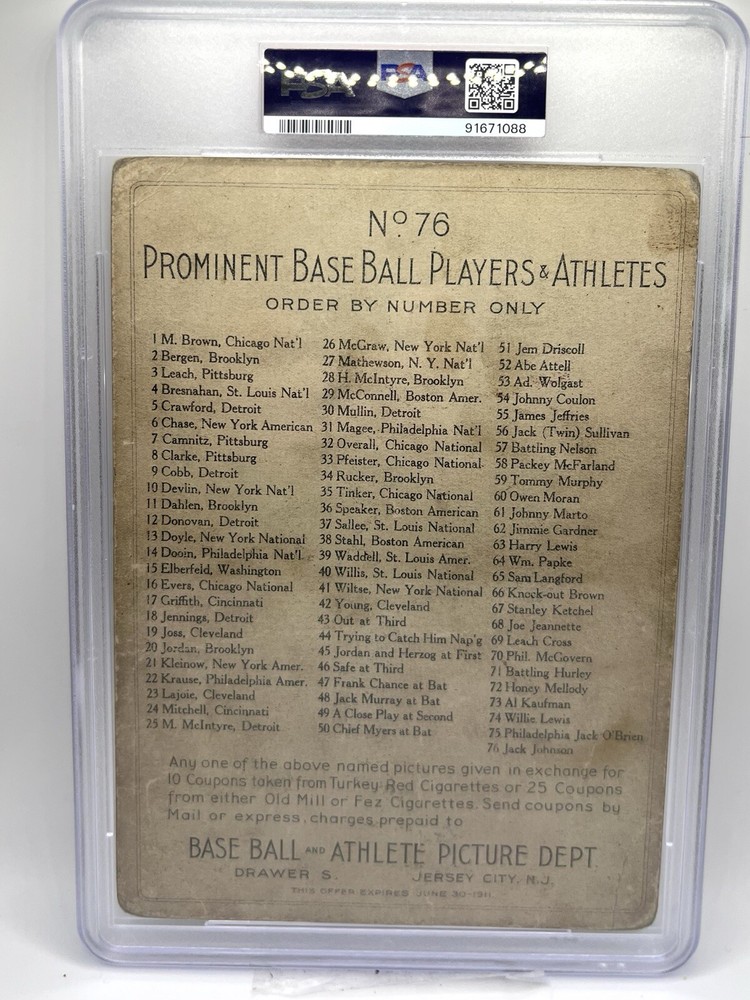 PSA
PSA
91671088
Nº 76
PROMINENT BASE BALL PLAYERS & ATHLETES
ORDER BY NUMBER ONLY
1 M. Brown, Chicago Nat'l
2 Bergen, Brooklyn
3 Leach, Pittsburg
4 Bresnahan, St. Louis Nat'l
5 Crawford, Detroit
6 Chase, New York American
7 Camnitz, Pittsburg
8 Clarke, Pittsburg
9 Cobb, Detroit
10 Devlin, New York Nat'l
11 Dahlen, Brooklyn
12 Donovan, Detroit
13 Doyle, New York National
14 Dooin, Philadelphia Nat'l.
15 Elberfeld, Washington
16 Evers, Chicago National
17 Griffith, Cincinnati
18 Jennings, Detroit
19 Joss, Cleveland
20 Jordan, Brooklyn
21 Kleinow, New York Amer.
22 Krause, Philadelphia Amer.
23 Lajoie, Cleveland
24 Mitchell, Cincinnati
25 M. McIntyre, Detroit
26 McGraw, New York Nat'l
27 Mathewson, N. Y. Nat'l
28 H. McIntyre, Brooklyn
29 McConnell, Boston Amer.
30 Mullin, Detroit
31 Magee, Philadelphia Nat'l
32 Overall, Chicago National
33 Pfeister, Chicago National
34 Rucker, Brooklyn
35 Tinker, Chicago National
36 Speaker, Boston American
37 Sallee, St. Louis National
38 Stahl, Boston American
39 Waddell, St. Louis Amer.
40 Willis, St. Louis National
41 Wiltse, New York National
42 Young, Cleveland
43 Out at Third
44 Trying to Catch Him Nap'g
45 Jordan and Herzog at First
46 Safe at Third
47 Frank Chance at Bat
48 Jack Murray at Bat
49 A Close Play at Second
50 Chief Myers at Bat
51 Jem Driscoll
52 Abe Attell
53 Ad. Wolgast
54 Johnny Coulon
55 James Jeffries
56 Jack (Twin) Sullivan
57 Battling Nelson
58 Packey McFarland
59 Tommy Murphy
60 Owen Moran
61 Johnny Marto
62 Jimmie Gardner
63 Harry Lewis
64 Wm. Papke
65 Sam Langford
66 Knock-out Brown
67 Stanley Ketchel
68 Joe Jeannette
69 Leach Cross
70 Phil. McGovern
71 Battling Hurley
72 Honey Mellody
73 Al Kaufman
74 Willie Lewis
75 Philadelphia Jack O'Brien
76 Jack Johnson
Any one of the above named pictures given in exchange for
10 Coupons taken from Turkey Red Cigarettes or 25 Coupons
from either Old Mill or Fez Cigarettes. Send coupons by
Mail or express, charges prepaid to
BASE BALL AND ATHLETE PICTURE DEPT
DRAWER S. JERSEY CITY, N.J.
THIS OFFER EXPIRES JUNE 30-1911